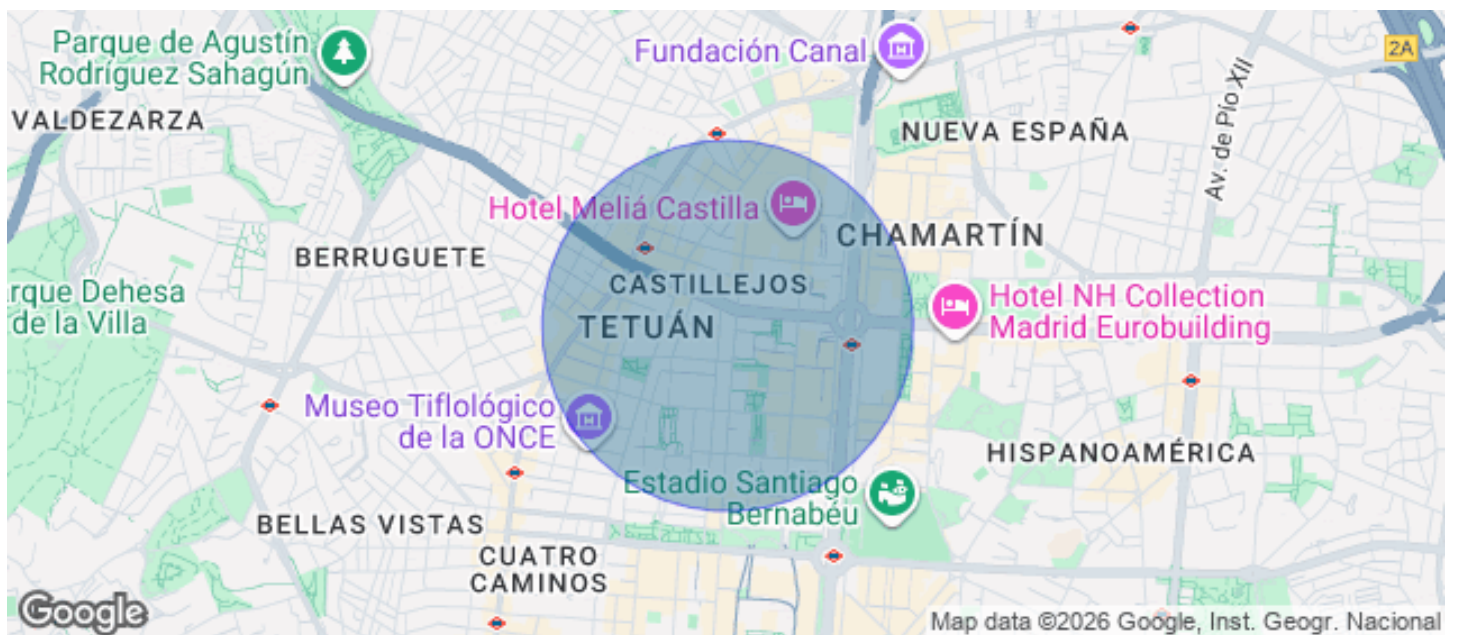 Parque de Agustín
Rodríguez Sahagún
Fundación Canal
2A
VALDEZARZA
NUEVA ESPAÑA
Av. de Pío XII
Hotel Meliá Castilla
CHAMARTÍN
BERRUGUETE
CASTILLEJOS
rque Dehesa
de la Villa
Hotel NH Collection
Madrid Eurobuilding
TETUÁN
Museo Tiflológico
de la ONCE
HISPANOAMÉRICA
Estadio Santiago
Bernabéu
BELLAS VISTAS
CUATRO
CAMINOS
Google
Map data ©2026 Google, Inst. Geogr. Nacional